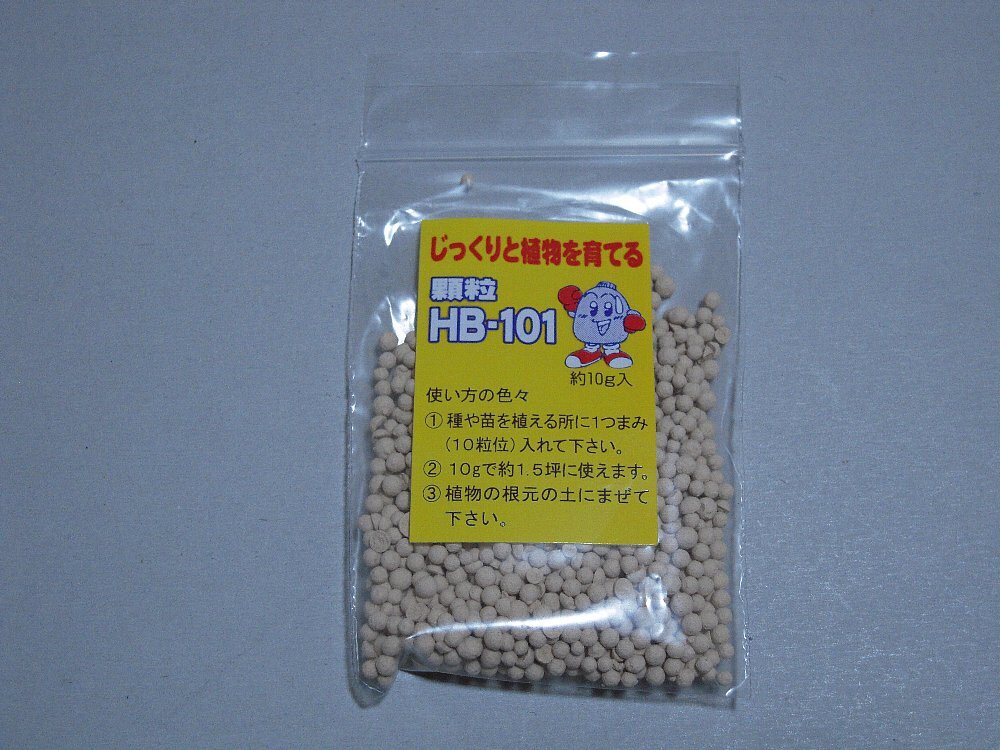 じっくりと植物を育てる
顆粒
HB-101
約10g入
使い方の色々
① 種や苗を植える所に1つまみ
(10粒位)入れて下さい。
② 10gで約1.5坪に使えます。
③ 植物の根元の土にまぜて
下さい。